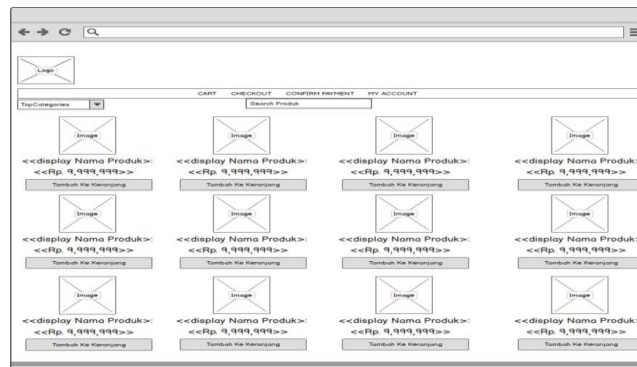 Logo
CART CHECKOUT CONFIRM PAYMENT MY ACCOUNT
TopCategories Search Produk
Image Image Image Image
<<display Nama Produk>: <<display Nama Produk>: <<display Nama Produk>: <<display Nama Produk>:
<<Rp. 9,999,999>> <<Rp. 9,999,999>> <<Rp. 9,999,999>> <<Rp. 9,999,999>>
Tambah Ke Keranjang Tambah Ke Keranjang Tambah Ke Keranjang Tambah Ke Keranjang
Image Image Image Image
<<display Nama Produk>: <<display Nama Produk>: <<display Nama Produk>: <<display Nama Produk>:
<<Rp. 9,999,999>> <<Rp. 9,999,999>> <<Rp. 9,999,999>> <<Rp. 9,999,999>>
Tambah Ke Keranjang Tambah Ke Keranjang Tambah Ke Keranjang Tambah Ke Keranjang
Image Image Image Image
<<display Nama Produk>: <<display Nama Produk>: <<display Nama Produk>: <<display Nama Produk>:
<<Rp. 9,999,999>> <<Rp. 9,999,999>> <<Rp. 9,999,999>> <<Rp. 9,999,999>>
Tambah Ke Keranjang Tambah Ke Keranjang Tambah Ke Keranjang Tambah Ke Keranjang